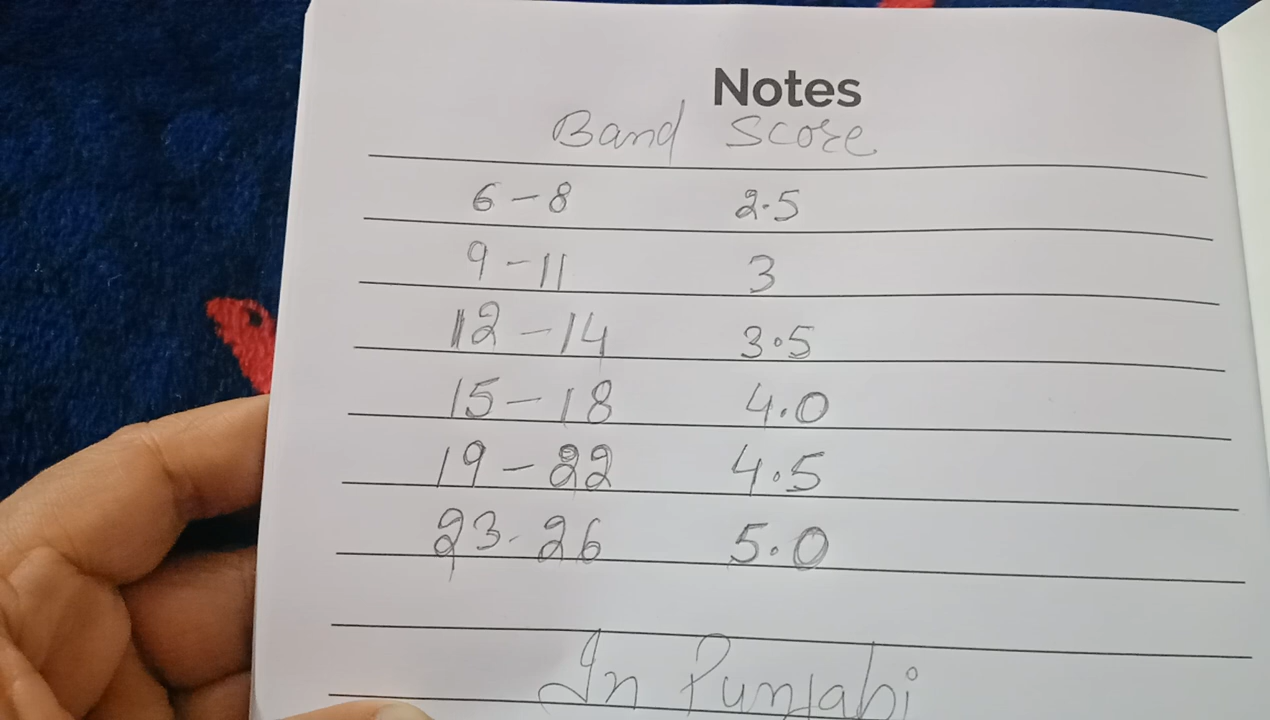 Notes
Band Score
6 - 8 2.5
9 - 11 3
12 - 14 3.5
15 - 18 4.0
19 - 22 4.5
23 - 26 5.0
In Punjabi